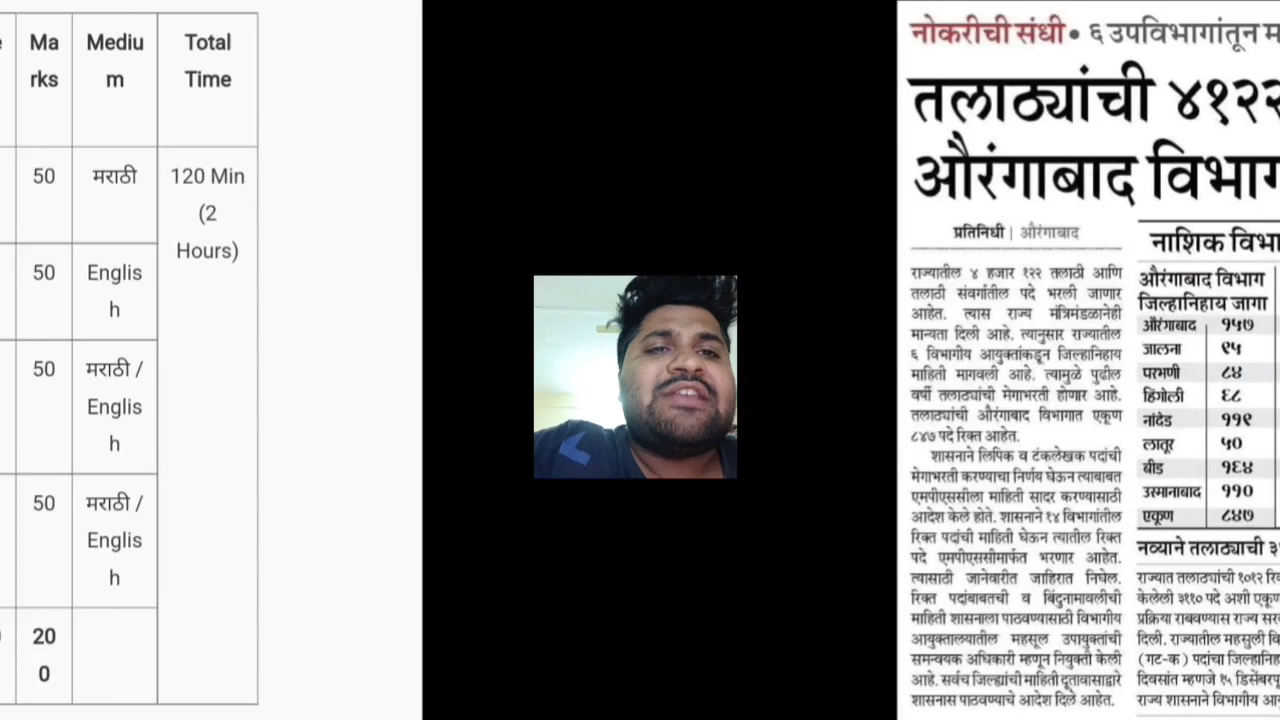 Ma
rks
Mediu
m
Total
Time
50
मराठी
120 Min
(2
Hours)
50
Englis
h
50
मराठी /
Englis
h
50
मराठी /
Englis
h
20
0
नोकरीची संधी • ६ उपविभागांतून
तलाठ्यांची ४१२२
औरंगाबाद विभाग
प्रतिनिधी | औरंगाबाद
राज्यातील ४ हजार १२२ तलाठी आणि
तलाठी संवर्गातील पदे भरली जाणार
आहेत. त्यास राज्य मंत्रिमंडळानेही
मान्यता दिली आहे. त्यानुसार राज्यातील
६ विभागीय आयुक्तांकडून जिल्हानिहाय
माहिती मागवली आहे. त्यामुळे पुढील
वर्षी तलाठ्यांची मेगाभरती होणार आहे.
तलाठ्यांची औरंगाबाद विभागात एकूण
८४७ पदे रिक्त आहेत.
शासनाने लिपिक व टंकलेखक पदांची
मेगाभरती करण्याचा निर्णय घेऊन त्याबाबत
एमपीएससीला माहिती सादर करण्यासाठी
आदेश केले होते. शासनाने १४ विभागांतील
रिक्त पदांची माहिती घेऊन त्यातील रिक्त
पदे एमपीएससीमार्फत भरणार आहेत.
त्यासाठी जानेवारीत जाहिरात निघेल.
रिक्त पदांबाबतची व बिंदुनामावलीची
माहिती शासनाला पाठवण्यासाठी विभागीय
आयुक्तालयातील महसूल उपायुक्तांची
समन्वयक अधिकारी म्हणून नियुक्ती केली
आहे. सर्वच जिल्ह्यांची माहिती दूतावासाद्वारे
शासनास पाठवण्याचे आदेश दिले आहेत.
नाशिक विभा
औरंगाबाद विभाग
जिल्हानिहाय जागा
औरंगाबाद १५७
जालना ९५
परभणी ८४
हिंगोली ६८
नांदेड ११९
लातूर ५०
बीड १६४
उस्मानाबाद ११०
एकूण ८४७
नव्याने तलाठ्याची ३
राज्यात तलाठ्यांची १०१२ रि
केलेली ३११० पदे अशी एकूण
प्रक्रिया राबवण्यास राज्य सर
दिली. राज्यातील महसुली वि
(गट-क) पदांचा जिल्हानिह
दिवसांत म्हणजे १५ डिसेंबरपू
राज्य शासनाने विभागीय आयु